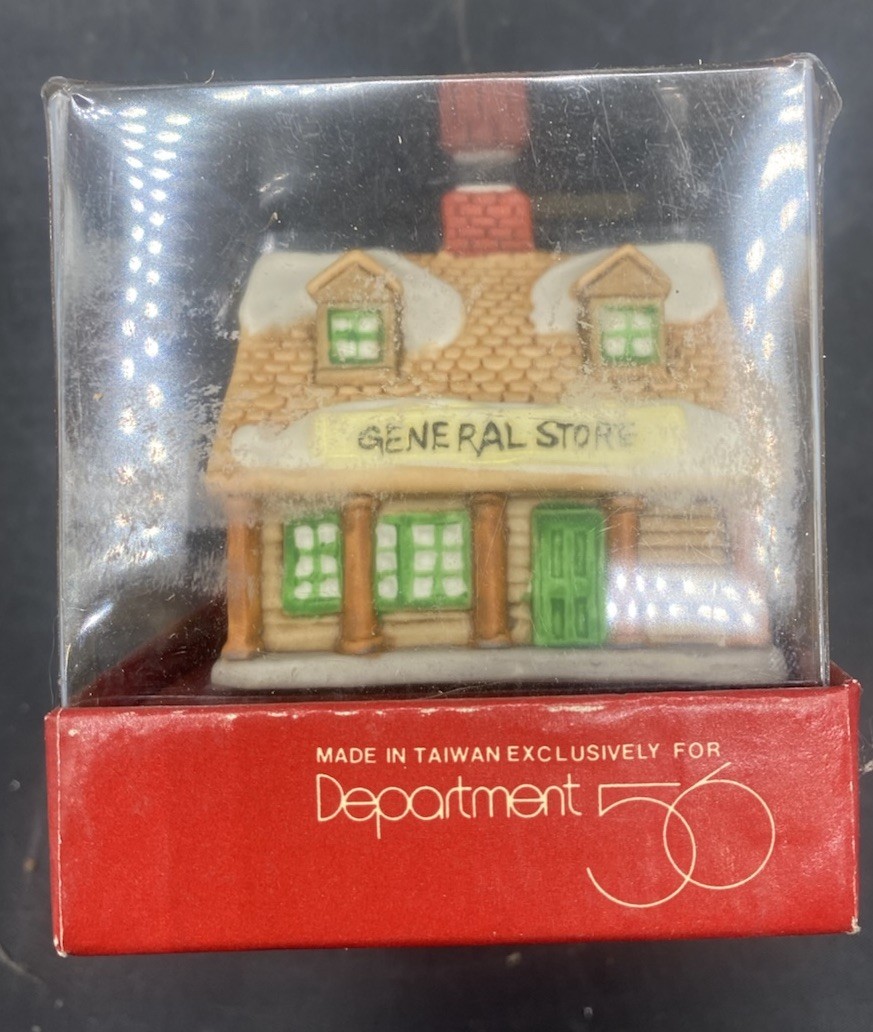 GENERAL STORE
MADE IN TAIWAN EXCLUSIVELY FOR
Department 56